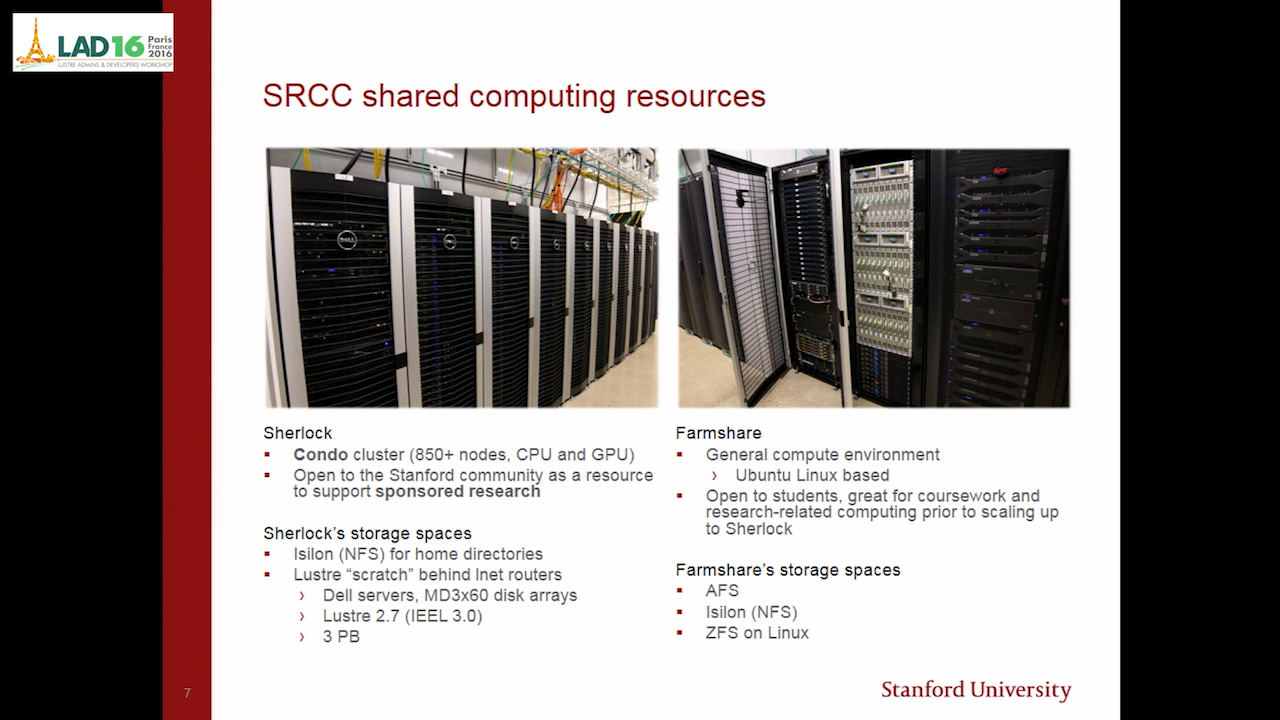 LAD16 Paris France 2016
LUSTRE ADMINS & DEVELOPERS WORKSHOP
SRCC shared computing resources
DELL
Sherlock
▪ Condo cluster (850+ nodes, CPU and GPU)
▪ Open to the Stanford community as a resource
to support sponsored research
Sherlock’s storage spaces
▪ Isilon (NFS) for home directories
▪ Lustre “scratch” behind lnet routers
› Dell servers, MD3x60 disk arrays
› Lustre 2.7 (IEEL 3.0)
› 3 PB
Farmshare
▪ General compute environment
› Ubuntu Linux based
▪ Open to students, great for coursework and
research-related computing prior to scaling up
to Sherlock
Farmshare’s storage spaces
▪ AFS
▪ Isilon (NFS)
▪ ZFS on Linux
7
Stanford University